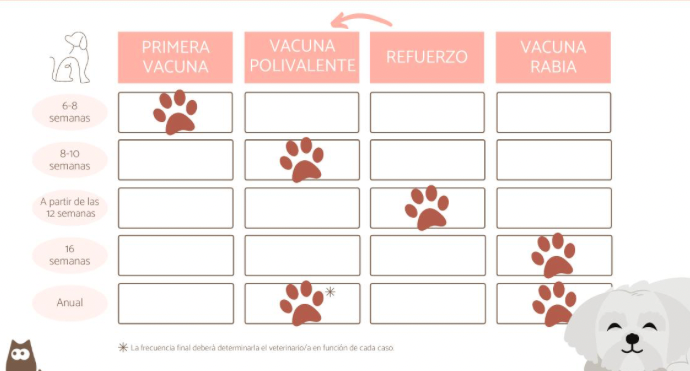 PRIMERA
VACUNA
VACUNA
POLIVALENTE
REFUERZO
VACUNA
RABIA
6-8
semanas
8-10
semanas
A partir de las
12 semanas
16
semanas
Anual
*
* La frecuencia final deberá determinarla el veterinario/a en función de cada caso.